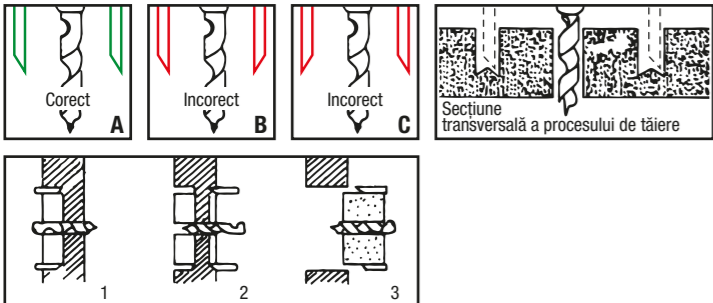 Corect
A
Incorect
B
Incorect
C
Secțiune
transversală a procesului de tăiere
1
2
3